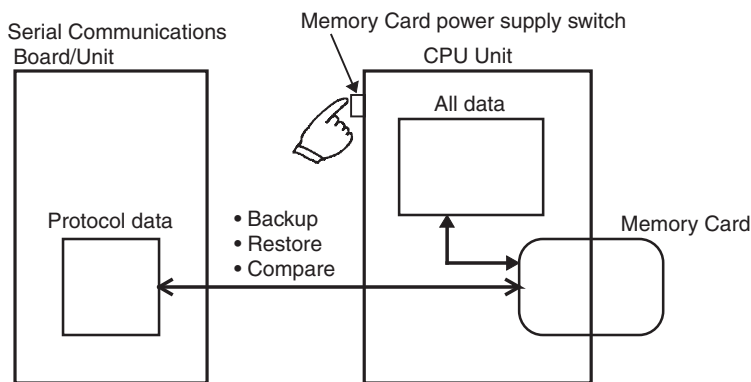 Memory Card power supply switch
Serial Communications
Board/Unit
CPU Unit
All data
Protocol data
• Backup
• Restore
• Compare
Memory Card